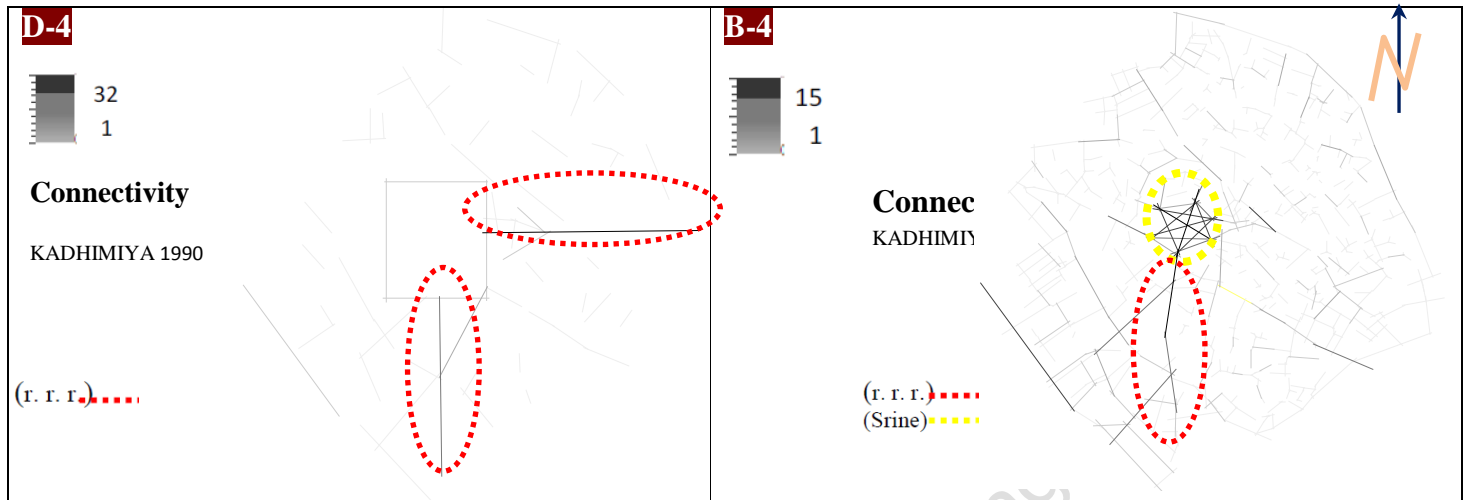 D-4
32
1
Connectivity
KADHIMIYA 1990
(r. r. r.)
B-4
N
15
1
Connec
KADHIMIY
(r. r. r.)
(Srine)